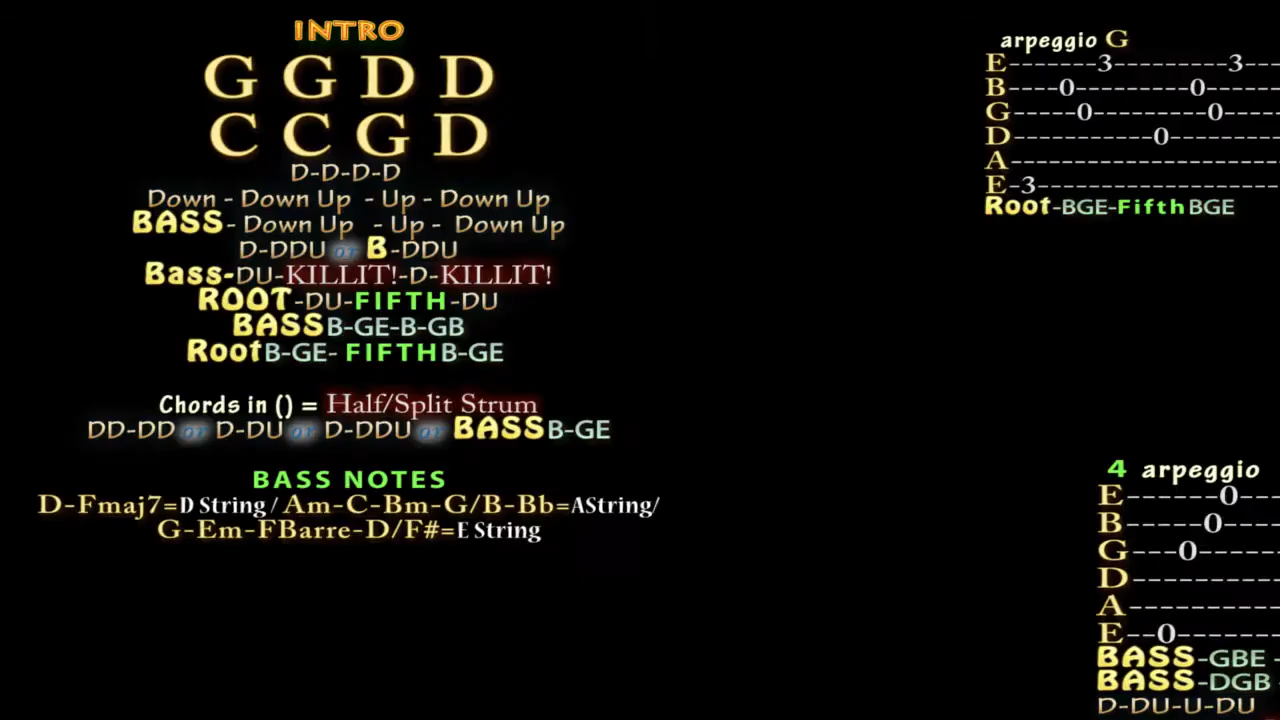 INTRO
G G D D
C C G D
D-D-D-D
Down - Down Up - Up - Down Up
BASS - Down Up - Up - Down Up
D-DDU or B-DDU
Bass-DU-KILLIT!-D-KILLIT!
ROOT-DU-FIFTH-DU
BASS B-GE-B-GB
Root B-GE- FIFTH B-GE
Chords in () = Half/Split Strum
DD-DD or D-DU or D-DDU or BASS B-GE
BASS NOTES
D-Fmaj7=D String / Am-C-Bm-G/B-Bb=AString/
G-Em-FBarre-D/F#=E String
arpeggio G
E-------3---------3---
B----0---------0------
G-----0---------0-----
D-----------0---------
A---------------------
E-3-------------------
Root-BGE-Fifth BGE
4 arpeggio
E------0---
B-----0----
G---0------
D----------
A----------
E--0-------
BASS-GBE -
BASS-DGB
D-DU-U-DU